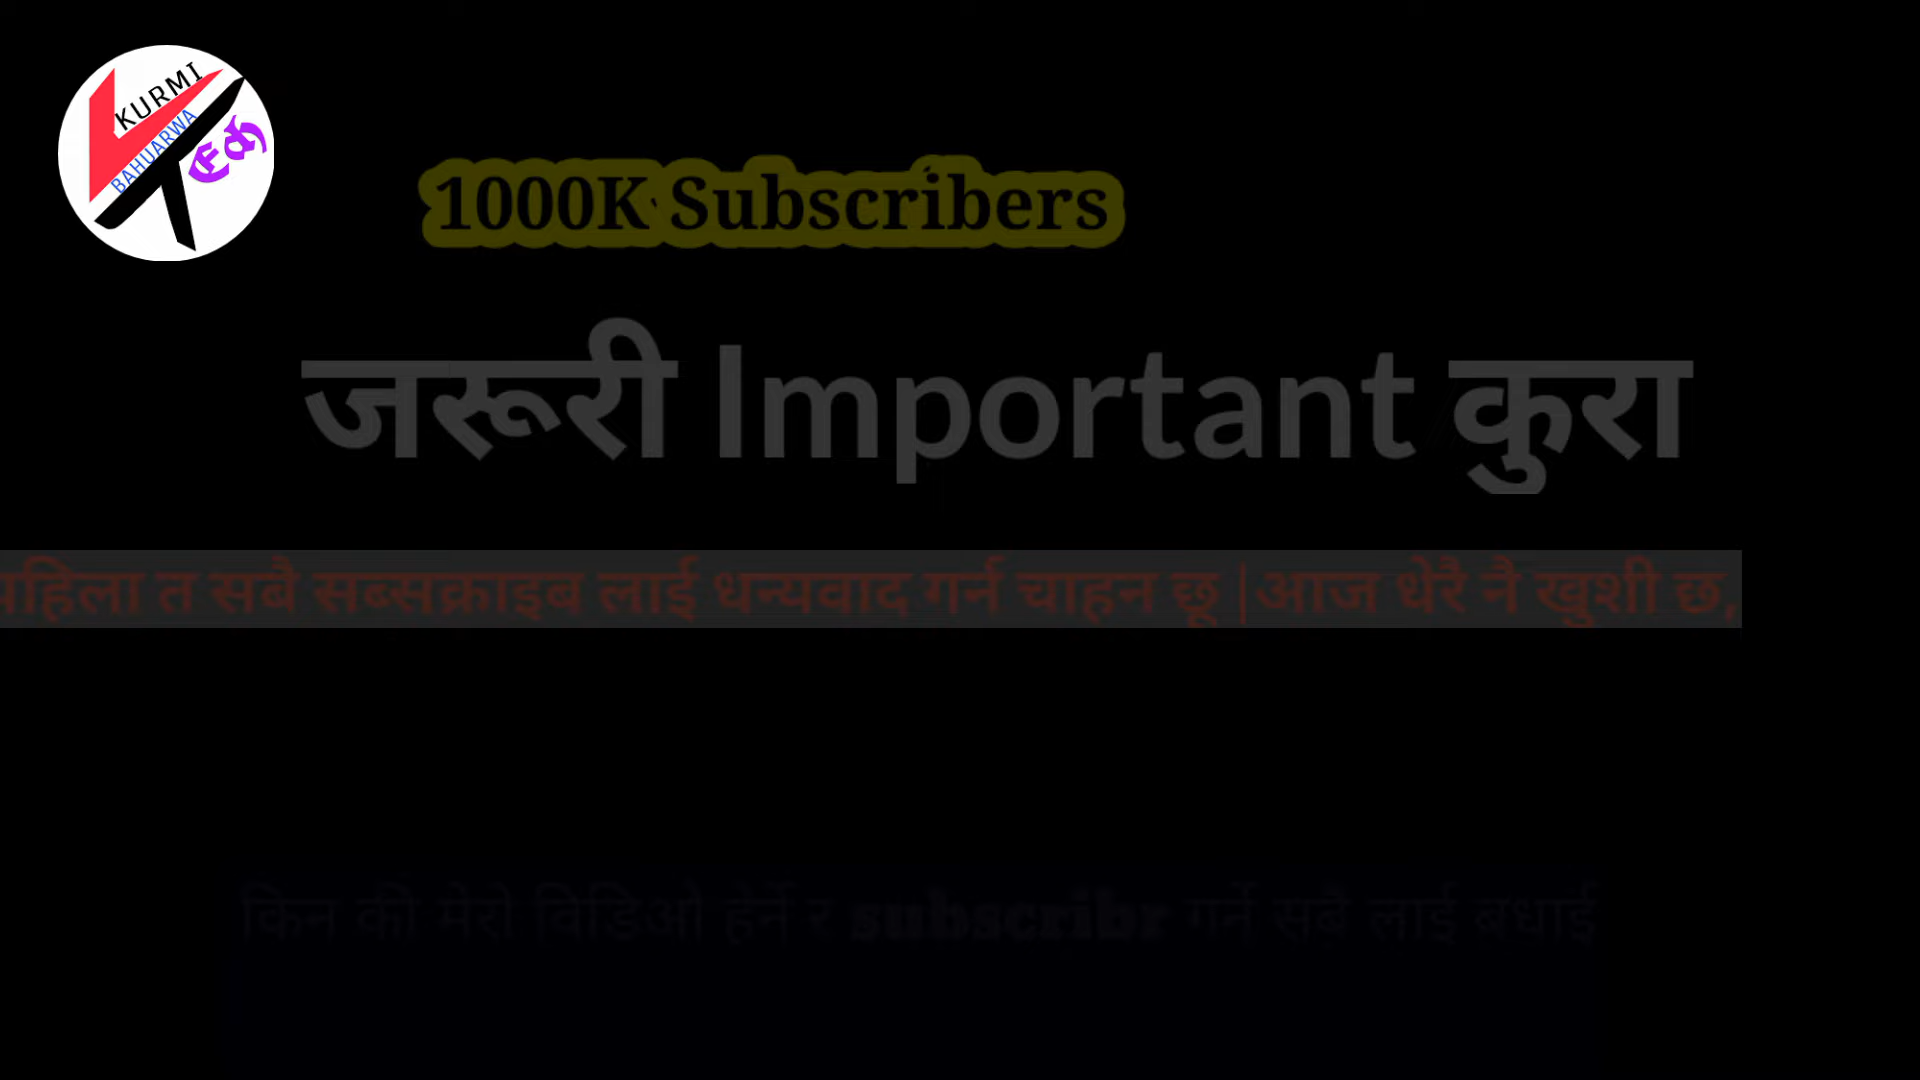 KURMI
BAHUARWA
टेक
1000K Subscribers
जरूरी Important कुरा
पहिला त सबै सब्सक्राइब लाई धन्यवाद गर्न चाहन छू |आज धेरै नै खुशी छ,
किन की मेरो विडिओ हेर्ने र subscribr गर्ने सबै लाई बधाई